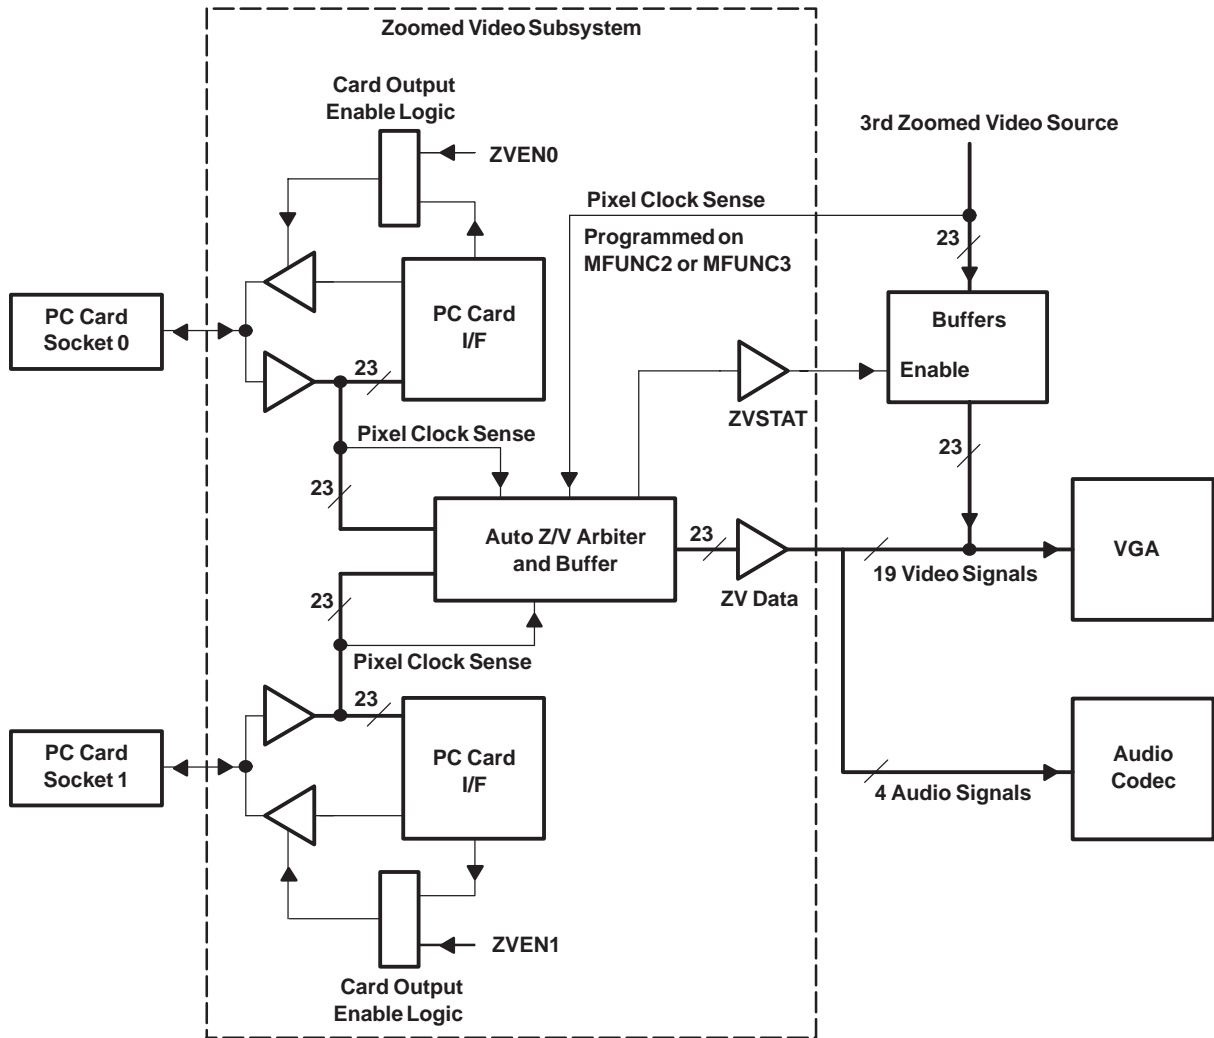 Zoomed Video Subsystem
Card Output
Enable Logic
ZVEN0
3rd Zoomed Video Source
Pixel Clock Sense
Programmed on
MFUNC2 or MFUNC3
23
PC Card
Socket 0
PC Card
I/F
Buffers
Enable
23
ZVSTAT
Pixel Clock Sense
23
23
Auto Z/V Arbiter
and Buffer
23
ZV Data
19 Video Signals
VGA
23
Pixel Clock Sense
23
PC Card
Socket 1
PC Card
I/F
Audio
Codec
4 Audio Signals
ZVEN1
Card Output
Enable Logic